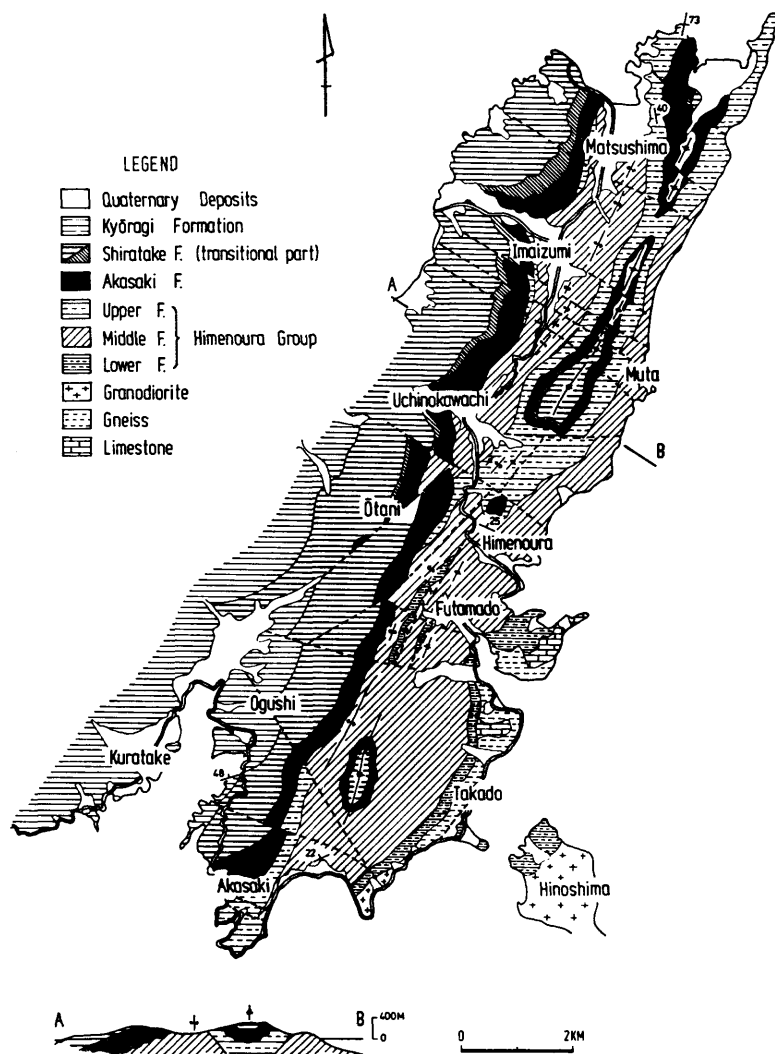 73
40
Matsushima
LEGEND
Quaternary Deposits
Kyōragi Formation
Shiratake F. (transitional part)
Akasaki F.
Upper F.
Middle F. } Himenoura Group
Lower F.
Granodiorite
Gneiss
Limestone
Imaizumi
A
Muta
Uchinokawachi
B
Ōtani
25
Himenoura
Futamado
Ogushi
Kuratake
48
Takado
22
Akasaki
Hinoshima
A
B
400M
0
0
2KM